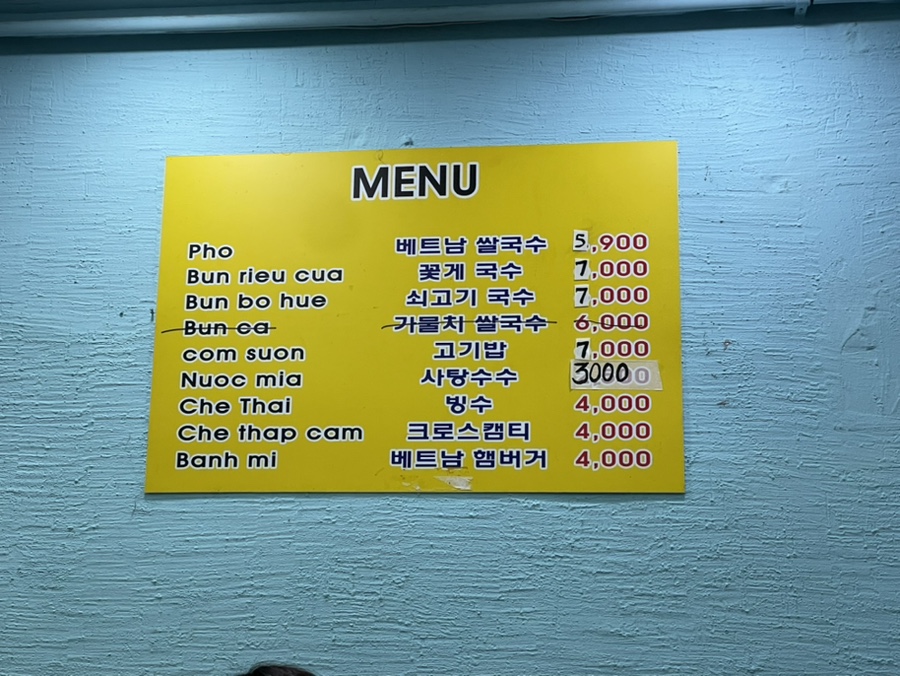 MENU
Pho 베트남 쌀국수 5,900
Bun rieu cua 꽃게 국수 7,000
Bun bo hue 쇠고기 국수 7,000
Bun ca 가물치 쌀국수 6,000
com suon 고기밥 7,000
Nuoc mia 사탕수수 3000
Che Thai 빙수 4,000
Che thap cam 크로스캠티 4,000
Banh mi 베트남 햄버거 4,000